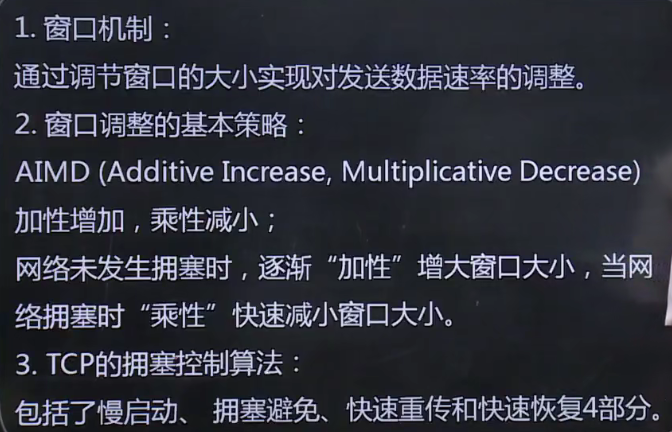 1. 窗口机制：
通过调节窗口的大小实现对发送数据速率的调整。
2. 窗口调整的基本策略：
AIMD (Additive Increase, Multiplicative Decrease)
加性增加，乘性减小；
网络未发生拥塞时，逐渐“加性”增大窗口大小，当网
络拥塞时“乘性”快速减小窗口大小。
3. TCP的拥塞控制算法：
包括了慢启动、 拥塞避免、快速重传和快速恢复4部分。